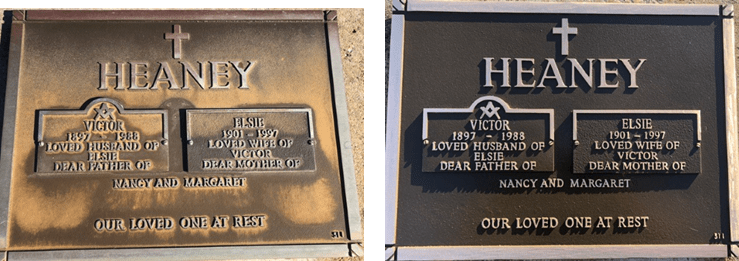 HEANEY
VICTOR
1897 ~ 1988
LOVED HUSBAND OF
ELSIE
DEAR FATHER OF
ELSIE
1901 ~ 1997
LOVED WIFE OF
VICTOR
DEAR MOTHER OF
NANCY AND MARGARET
OUR LOVED ONE AT REST
311
HEANEY
VICTOR
1897 ~ 1988
LOVED HUSBAND OF
ELSIE
DEAR FATHER OF
ELSIE
1901 ~ 1997
LOVED WIFE OF
VICTOR
DEAR MOTHER OF
NANCY AND MARGARET
OUR LOVED ONE AT REST
311